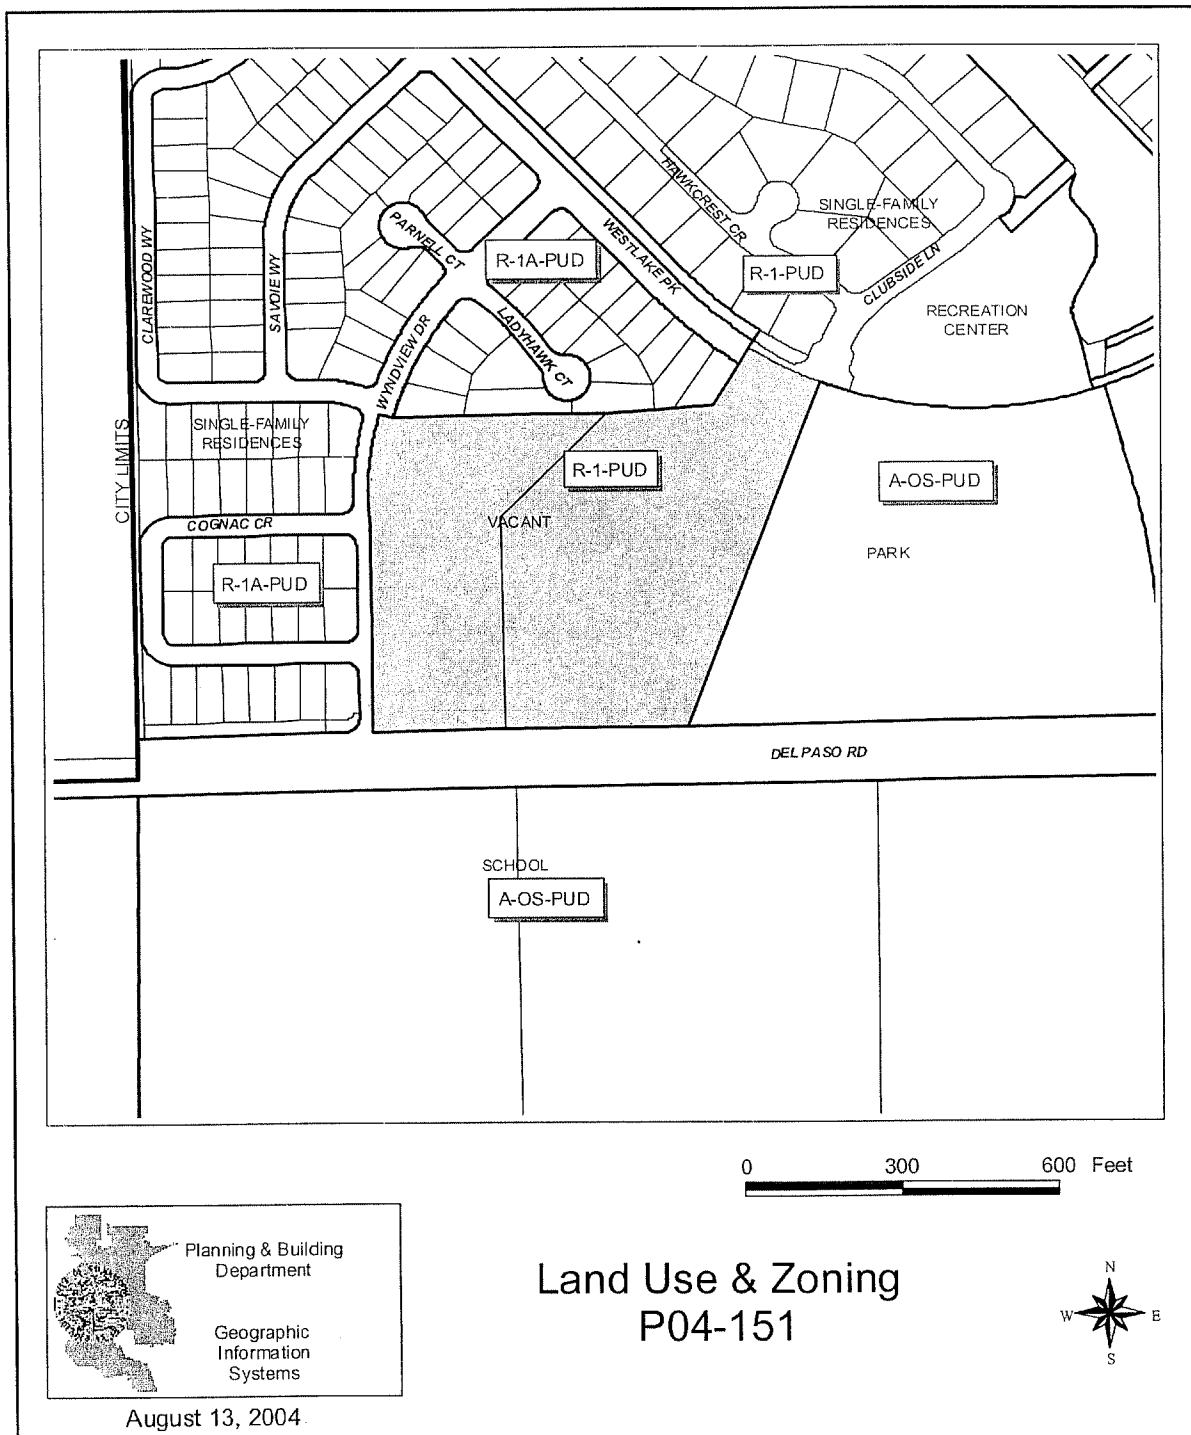 CLAREWOOD WY
SAVOIE WY
PARNELL CT
R-1A-PUD
WYNDVIEW DR
LADYHAWK CT
WESTLAKE PK
HAWKCREST CR
SINGLE-FAMILY
RESIDENCES
R-1-PUD
CLUBSIDE LN
RECREATION
CENTER
CITY LIMITS
SINGLE-FAMILY
RESIDENCES
R-1-PUD
A-OS-PUD
COGNAC CR
VACANT
PARK
R-1A-PUD
DEL PASO RD
SCHOOL
A-OS-PUD
0 300 600 Feet
Planning & Building
Department
Geographic
Information
Systems
August 13, 2004
Land Use & Zoning
P04-151
N
W E
S